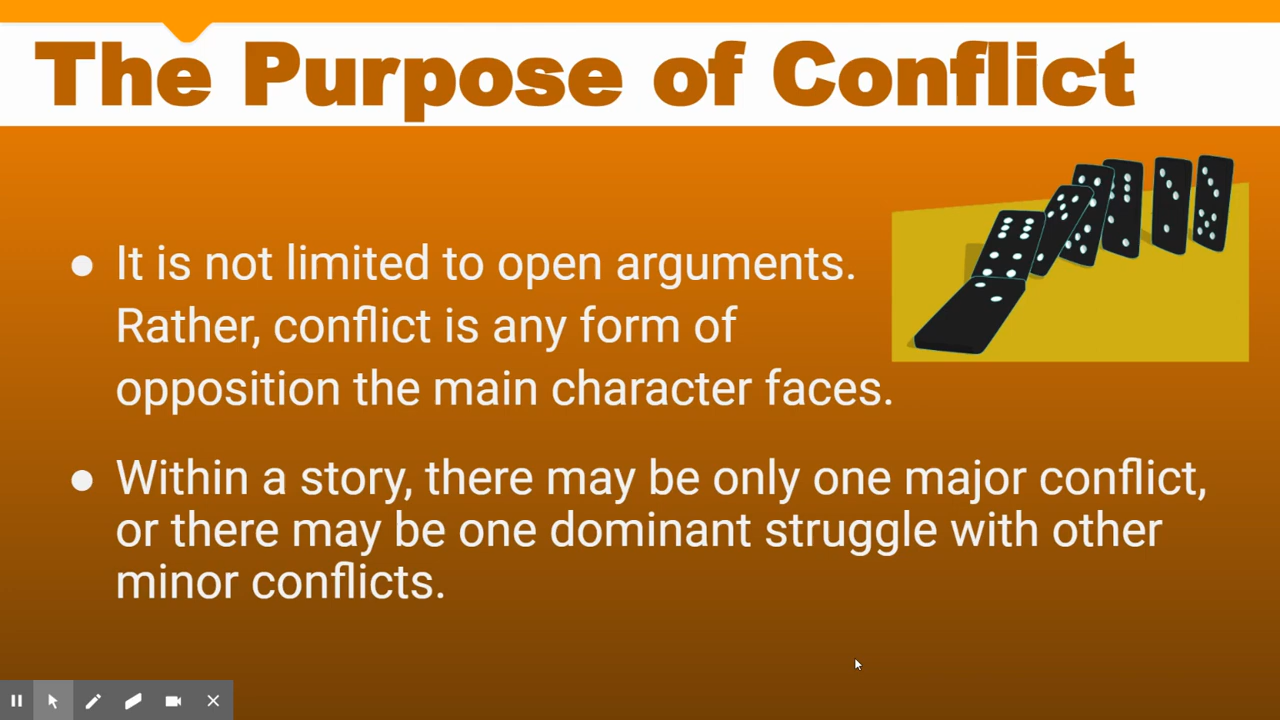 The Purpose of Conflict
● It is not limited to open arguments.
Rather, conflict is any form of
opposition the main character faces.
● Within a story, there may be only one major conflict,
or there may be one dominant struggle with other
minor conflicts.